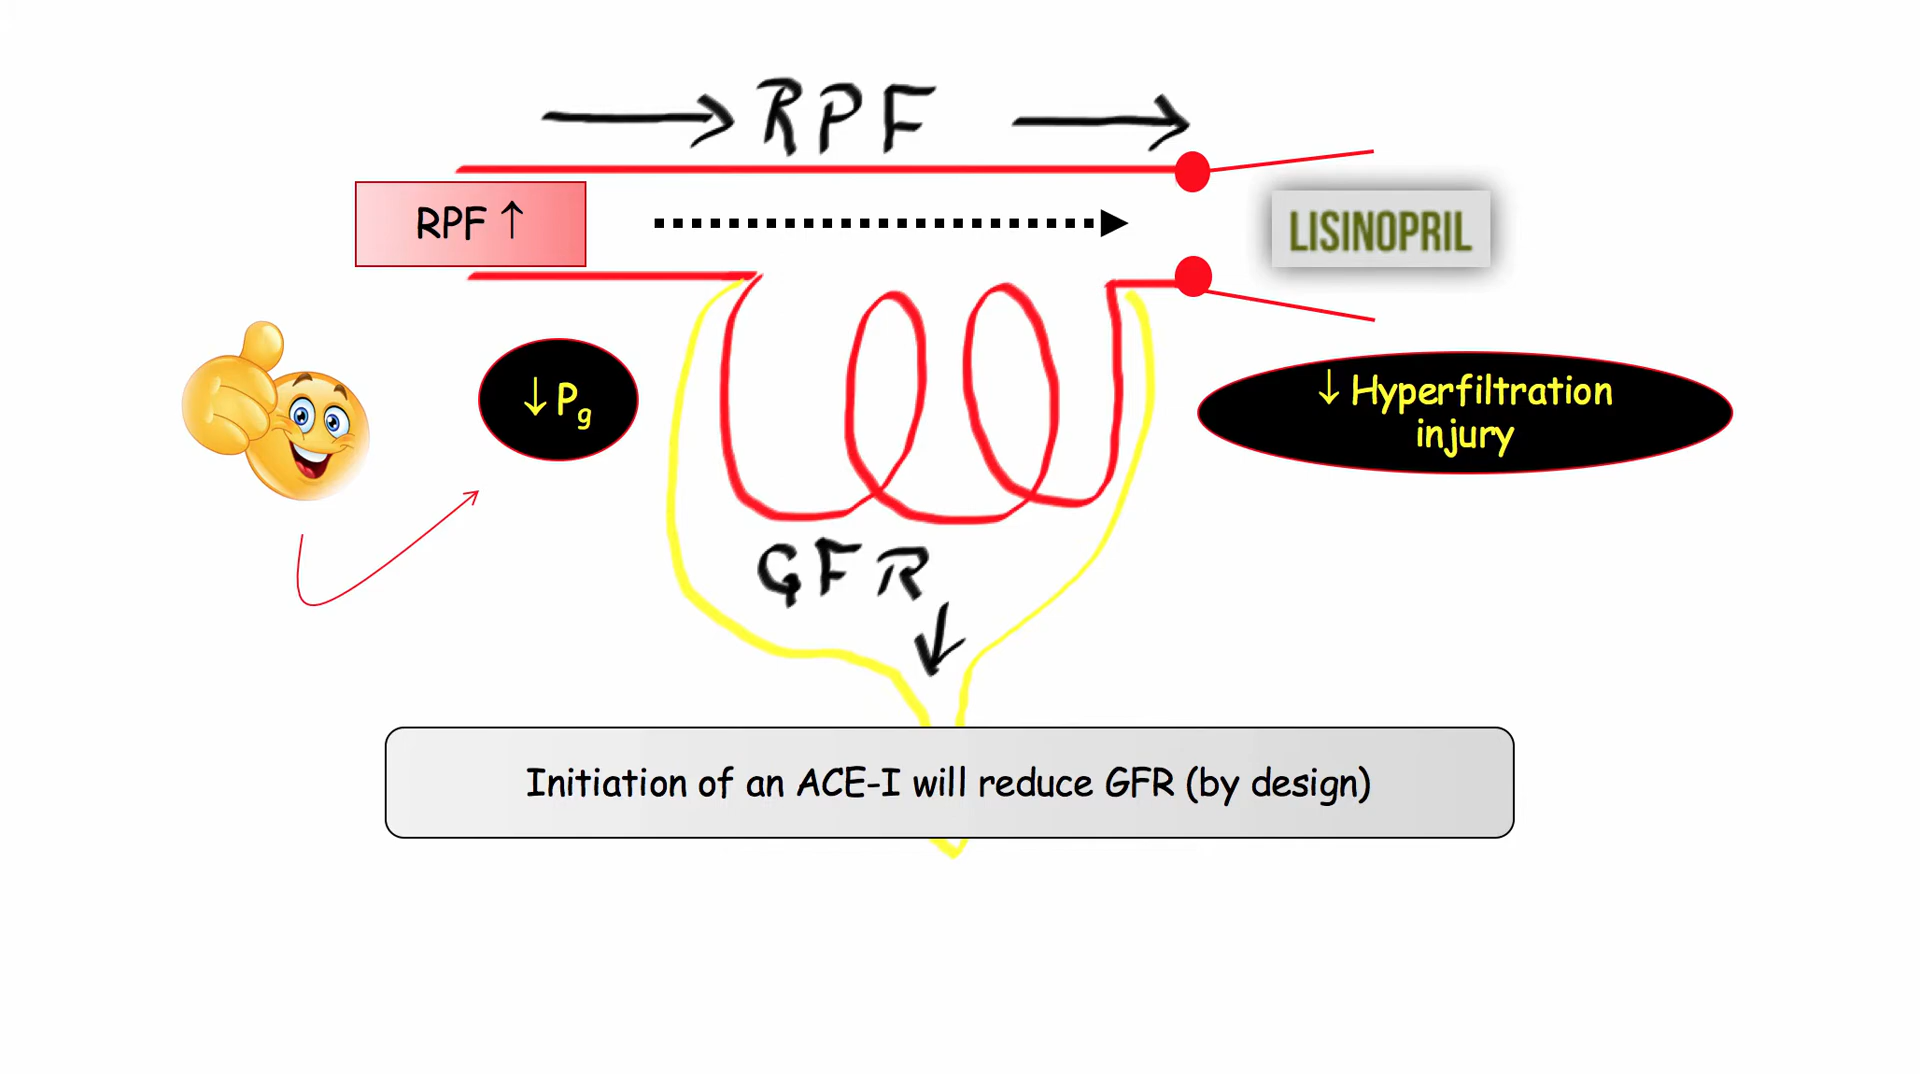 RPF
RPF ↑
LISINOPRIL
↓ Pg
↓ Hyperfiltration
injury
GFR
Initiation of an ACE-I will reduce GFR (by design)